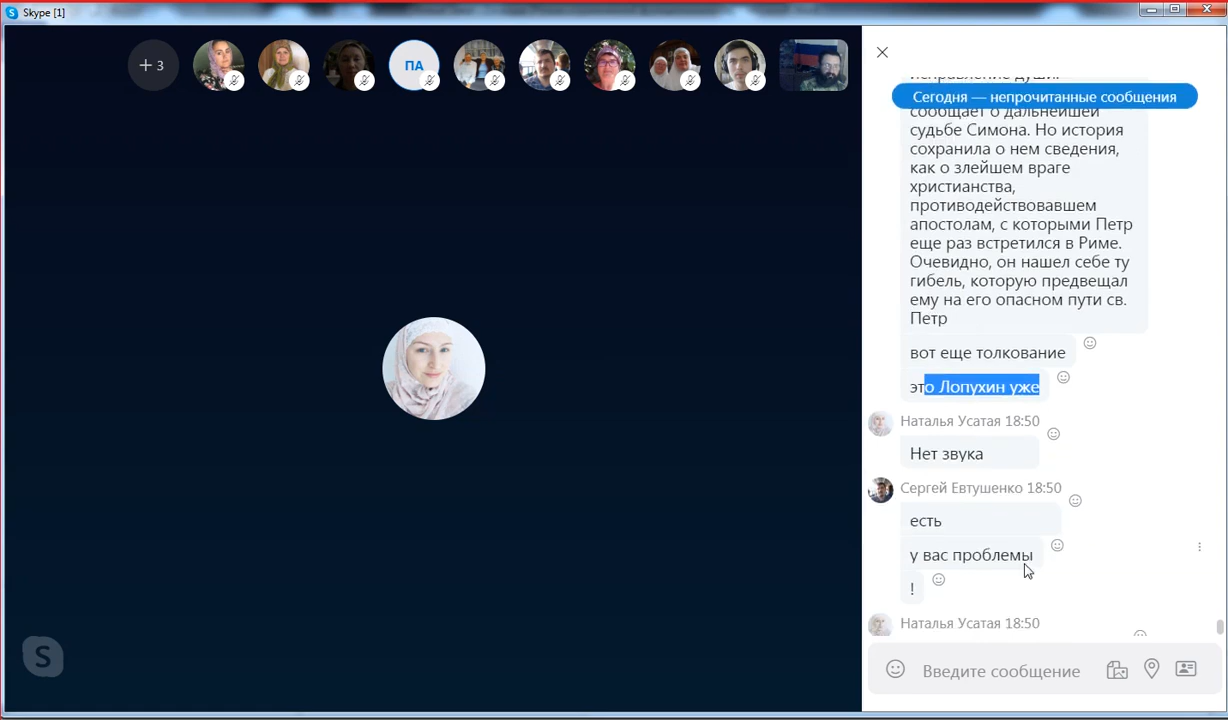 Skype [1]
+ 3
ПА
исправление души.
Сегодня — непрочитанные сообщения
сообщает о дальнейшей
судьбе Симона. Но история
сохранила о нем сведения,
как о злейшем враге
христианства,
противодействовавшем
апостолам, с которыми Петр
еще раз встретился в Риме.
Очевидно, он нашел себе ту
гибель, которую предвещал
ему на его опасном пути св.
Петр
вот еще толкование
это Лопухин уже
Наталья Усатая 18:50
Нет звука
Сергей Евтушенко 18:50
есть
у вас проблемы
!
Наталья Усатая 18:50
S
Введите сообщение